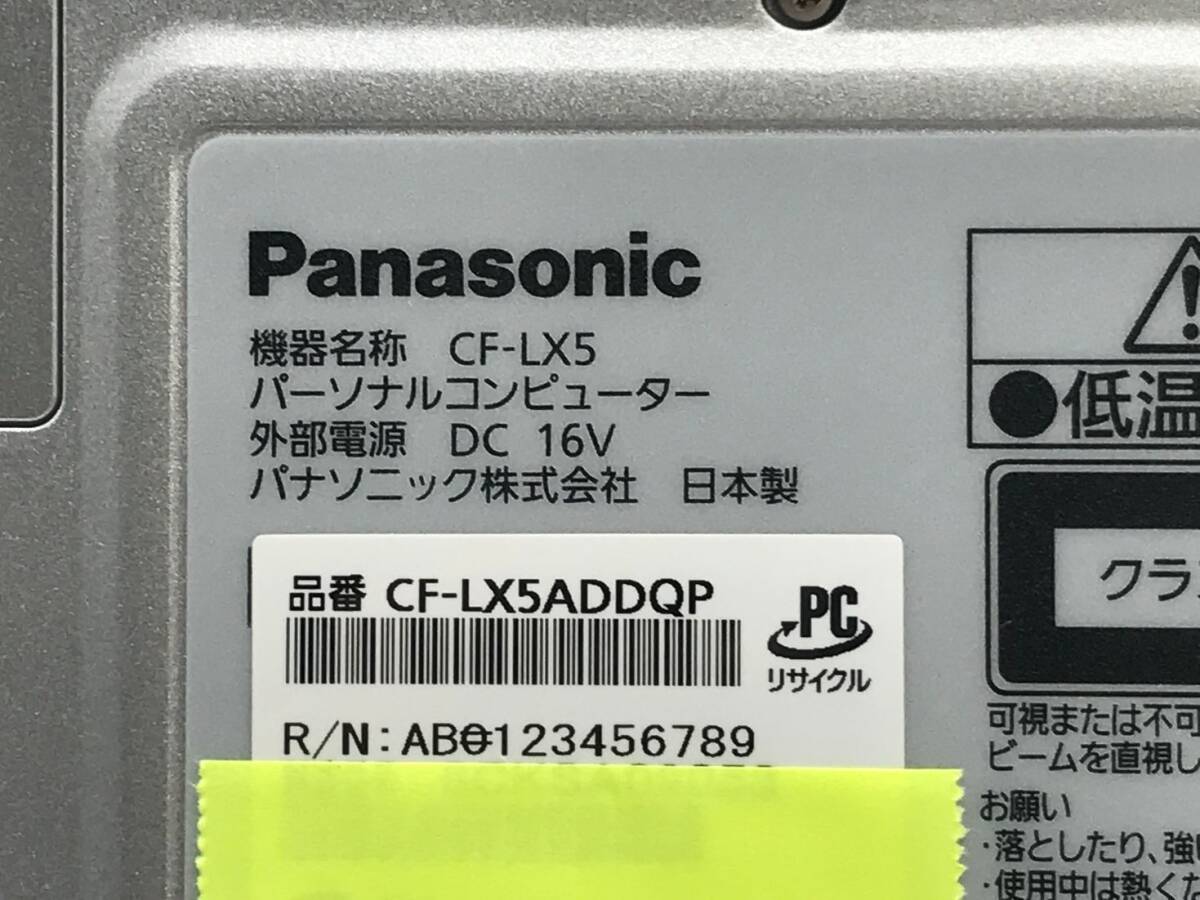 Panasonic
機器名称 CF-LX5
パーソナルコンピューター
外部電源 DC 16V
パナソニック株式会社 日本製
品番 CF-LX5ADDQP
PC
リサイクル
R/N: AB0123456789
●低温
クラ
可視または不可
ビームを直視し
お願い
・落としたり、強い
・使用中は熱くな